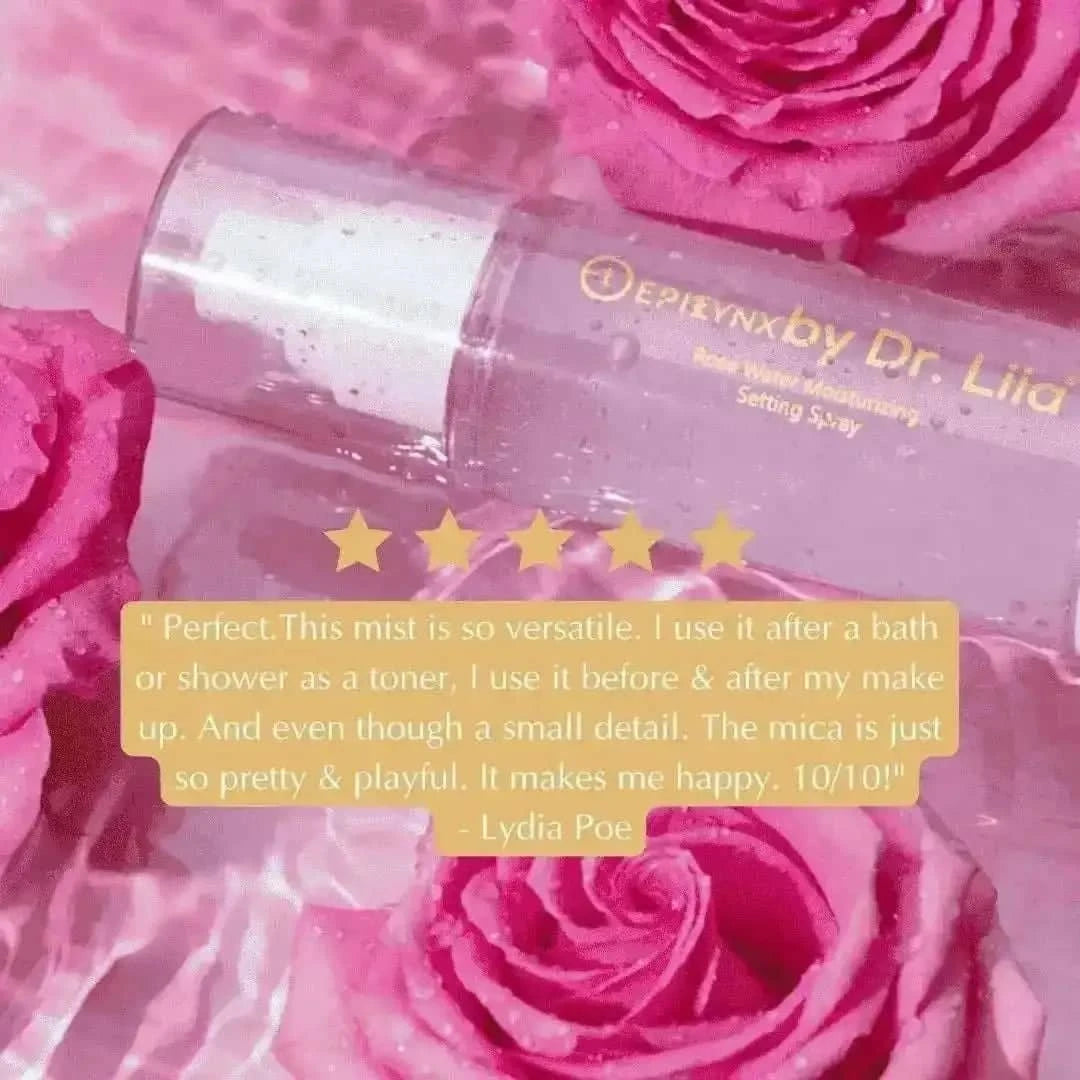 EPILYNX by Dr. Liia
Rose Water Moisturizing
Setting Spray
" Perfect.This mist is so versatile. I use it after a bath
or shower as a toner, I use it before & after my make
up. And even though a small detail. The mica is just
so pretty & playful. It makes me happy. 10/10!"
- Lydia Poe